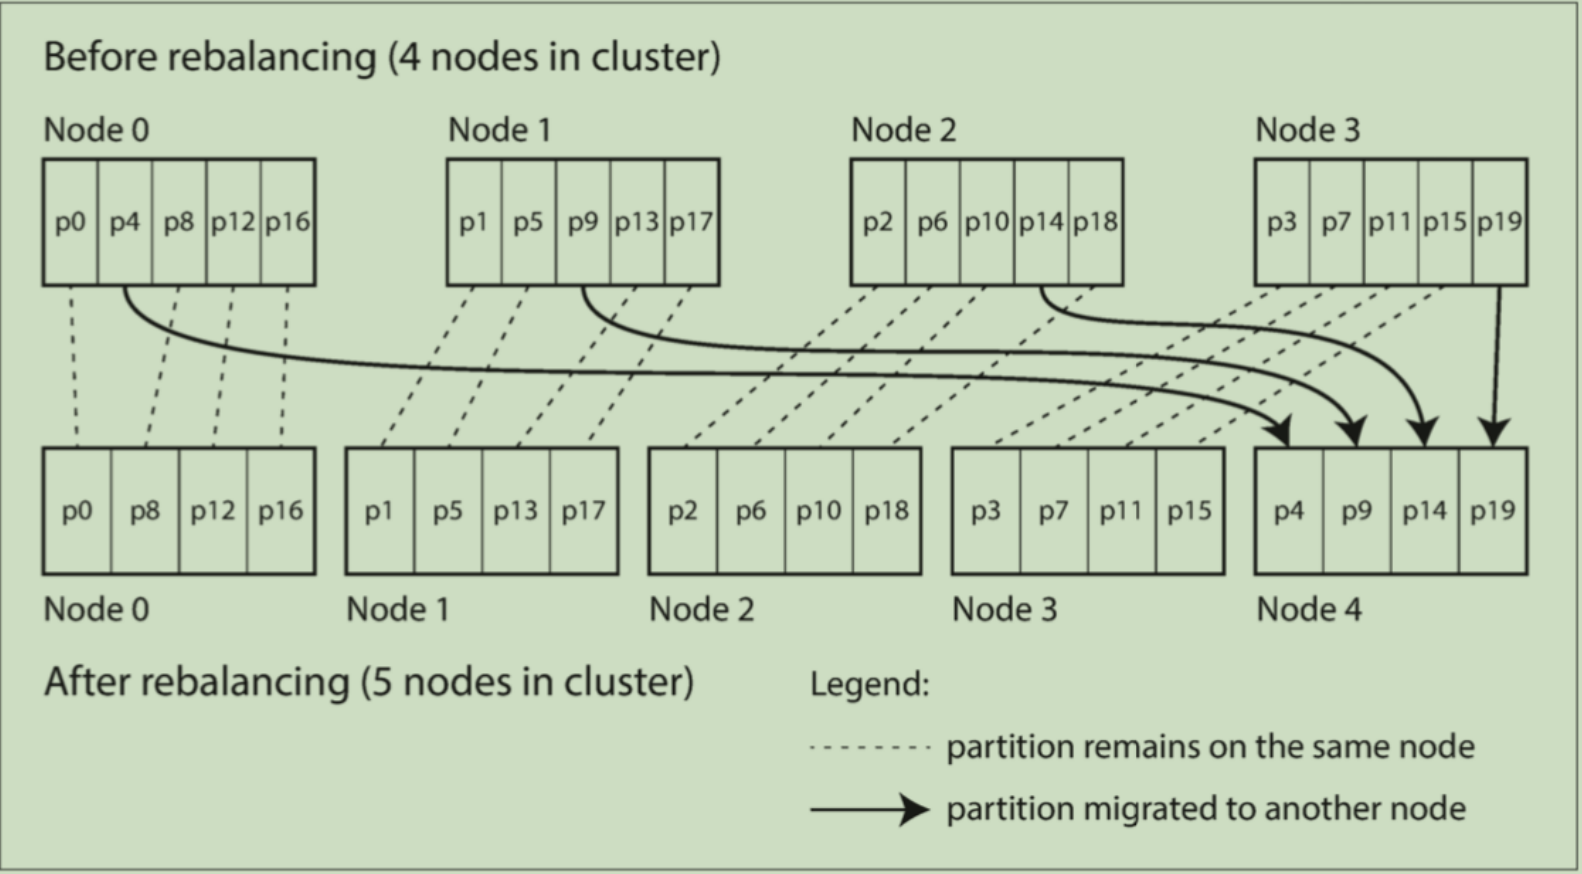 Before rebalancing (4 nodes in cluster)
Node 0 Node 1 Node 2 Node 3
p0 p4 p8 p12 p16 p1 p5 p9 p13 p17 p2 p6 p10 p14 p18 p3 p7 p11 p15 p19
p0 p8 p12 p16 p1 p5 p13 p17 p2 p6 p10 p18 p3 p7 p11 p15 p4 p9 p14 p19
Node 0 Node 1 Node 2 Node 3 Node 4
After rebalancing (5 nodes in cluster)
Legend:
partition remains on the same node
partition migrated to another node